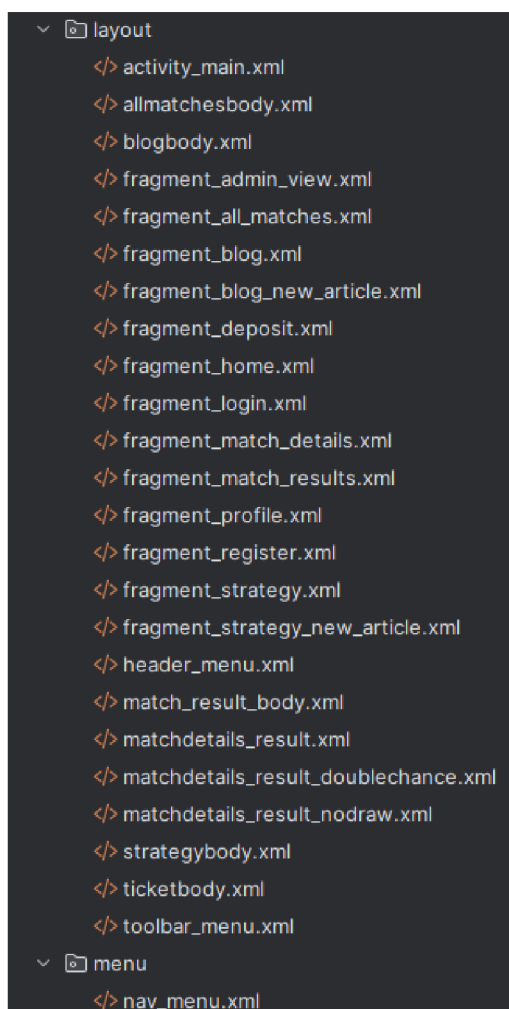 layout
</> activity_main.xml
</> allmatchesbody.xml
</> blogbody.xml
</> fragment_admin_view.xml
</> fragment_all_matches.xml
</> fragment_blog.xml
</> fragment_blog_new_article.xml
</> fragment_deposit.xml
</> fragment_home.xml
</> fragment_login.xml
</> fragment_match_details.xml
</> fragment_match_results.xml
</> fragment_profile.xml
</> fragment_register.xml
</> fragment_strategy.xml
</> fragment_strategy_new_article.xml
</> header_menu.xml
</> match_result_body.xml
</> matchdetails_result.xml
</> matchdetails_result_doublechance.xml
</> matchdetails_result_nodraw.xml
</> strategybody.xml
</> ticketbody.xml
</> toolbar_menu.xml
menu
</> nav_menu.xml